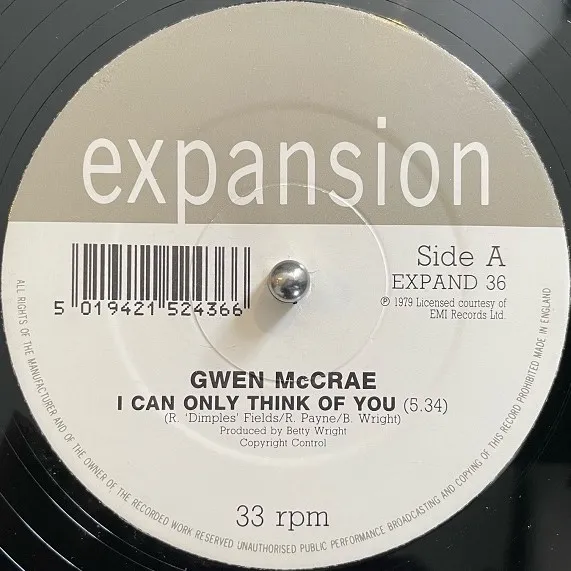 expansion
Side A
EXPAND 36
℗ 1979 Licensed courtesy of
EMI Records Ltd.
5 019421 524366
GWEN McCRAE
I CAN ONLY THINK OF YOU (5.34)
(R. 'Dimples' Fields/R. Payne/B. Wright)
Produced by Betty Wright
Copyright Control
33 rpm
ALL RIGHTS OF THE MANUFACTURER AND OF THE OWNER OF THE RECORDED WORK RESERVED UNAUTHORISED PUBLIC PERFORMANCE BROADCASTING AND COPYING OF THIS RECORD PROHIBITED MADE IN ENGLAND